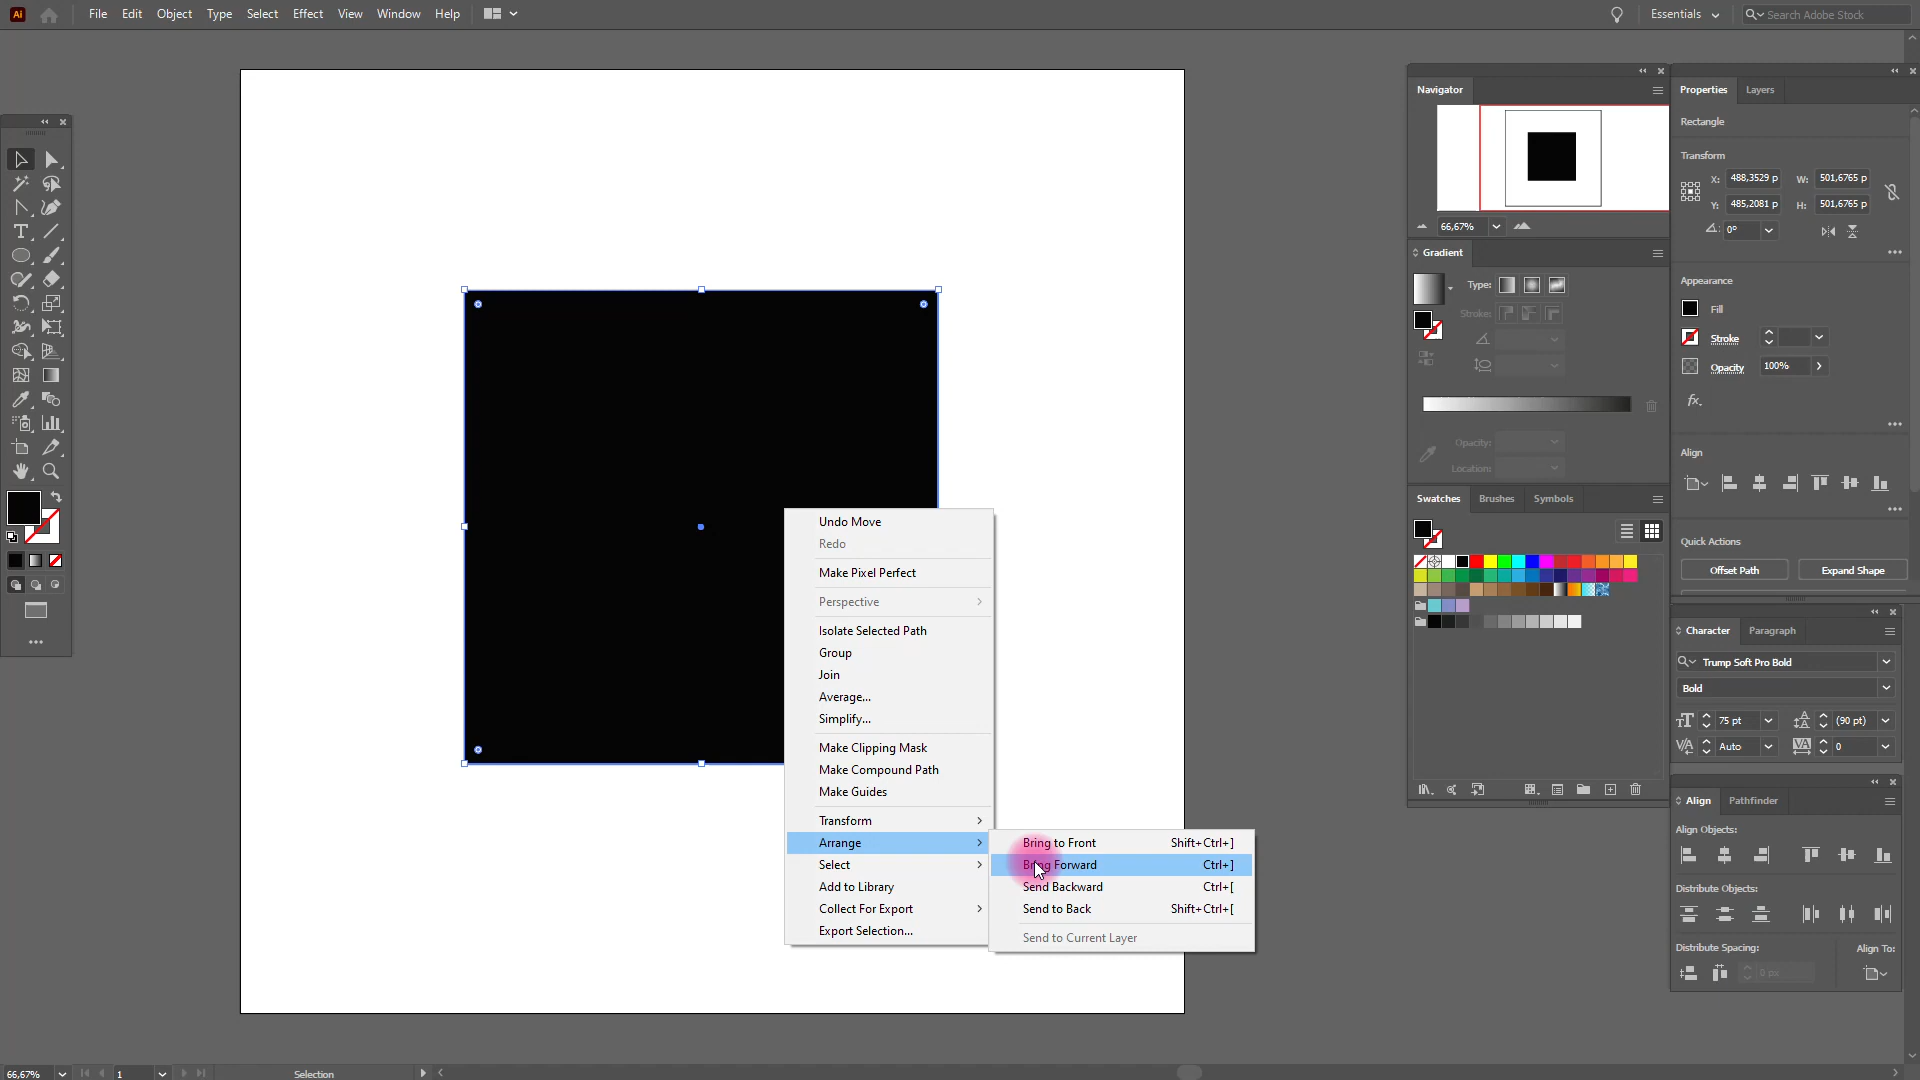 Ai File Edit Object Type Select Effect View Window Help Essentials Search Adobe Stock
Navigator
66,67%
Gradient
Type:
Stroke:
Opacity:
Location:
Swatches Brushes Symbols
Properties Layers
Rectangle
Transform
X: 488,3529 p W: 501,6765 p
Y: 485,2081 p H: 501,6765 p
0°
Appearance
Fill
Stroke
Opacity 100%
fx.
Align
Quick Actions
Offset Path Expand Shape
Character Paragraph
Trump Soft Pro Bold
Bold
75 pt (90 pt)
Auto 0
Align Pathfinder
Align Objects:
Distribute Objects:
Distribute Spacing: Align To:
0 px
Undo Move
Redo
Make Pixel Perfect
Perspective
Isolate Selected Path
Group
Join
Average...
Simplify...
Make Clipping Mask
Make Compound Path
Make Guides
Transform
Arrange
Select
Add to Library
Collect For Export
Export Selection...
Bring to Front Shift+Ctrl+]
Bring Forward Ctrl+]
Send Backward Ctrl+[
Send to Back Shift+Ctrl+[
Send to Current Layer
66,67% 1 Selection